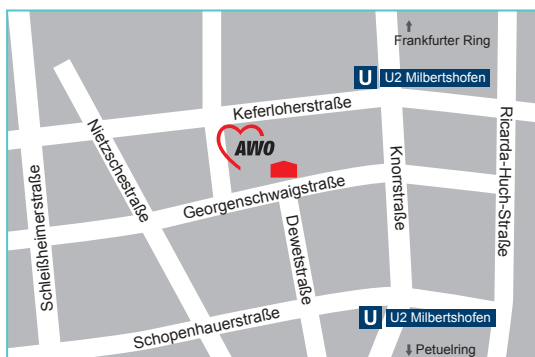 Frankfurter Ring
U U2 Milbertshofen
Keferloherstraße
AWO
Nietzschestraße
Schleißheimerstraße
Knorrstraße
Ricarda-Huch-Straße
Georgenschwaigstraße
Dewetstraße
Schopenhauerstraße
U U2 Milbertshofen
Petuelring